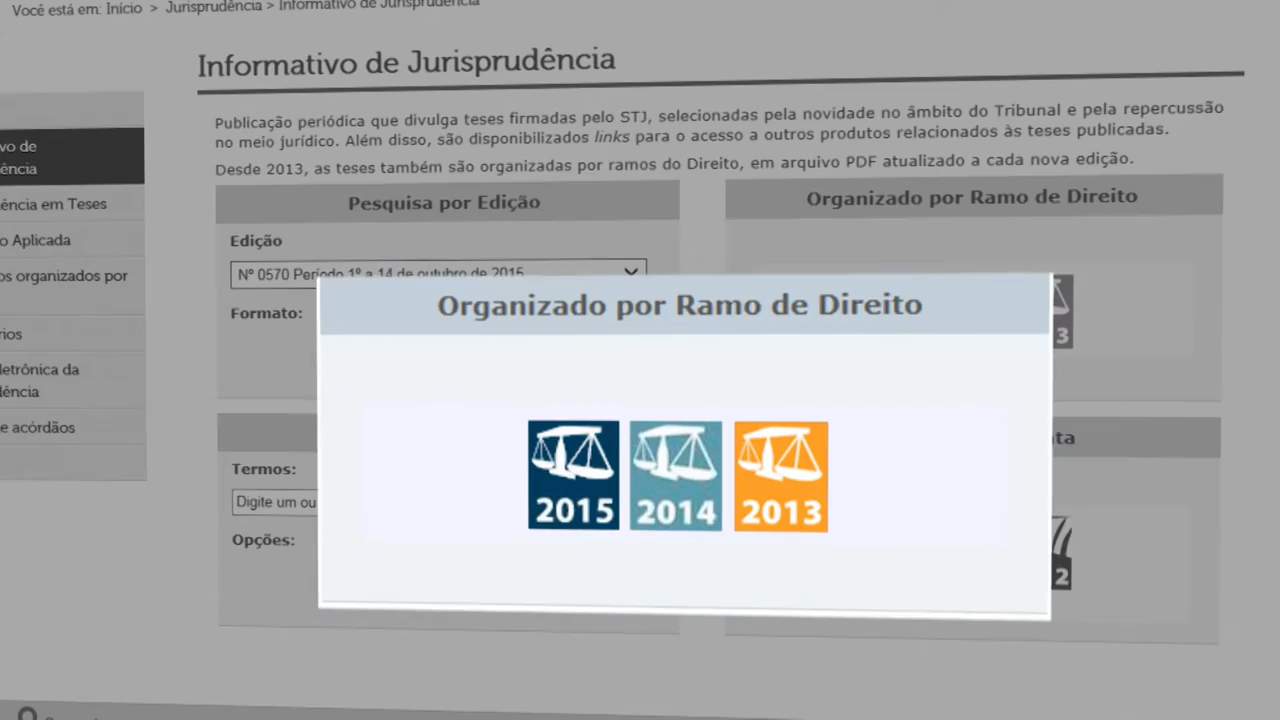 Você está em: Início > Jurisprudência > Informativo de Jurisprudência
Informativo de Jurisprudência
Publicação periódica que divulga teses firmadas pelo STJ, selecionadas pela novidade no âmbito do Tribunal e pela repercussão
no meio jurídico. Além disso, são disponibilizados links para o acesso a outros produtos relacionados às teses publicadas.
Desde 2013, as teses também são organizadas por ramos do Direito, em arquivo PDF atualizado a cada nova edição.
vo de
ência
ência em Teses
o Aplicada
os organizados por
rios
letrônica da
dência
e acórdãos
Pesquisa por Edição
Edição
Nº 0570 Período 1º a 14 de outubro de 2015
Formato:
Organizado por Ramo de Direito
3
Organizado por Ramo de Direito
2015 2014 2013
Termos:
Digite um ou
Opções:
ta
2